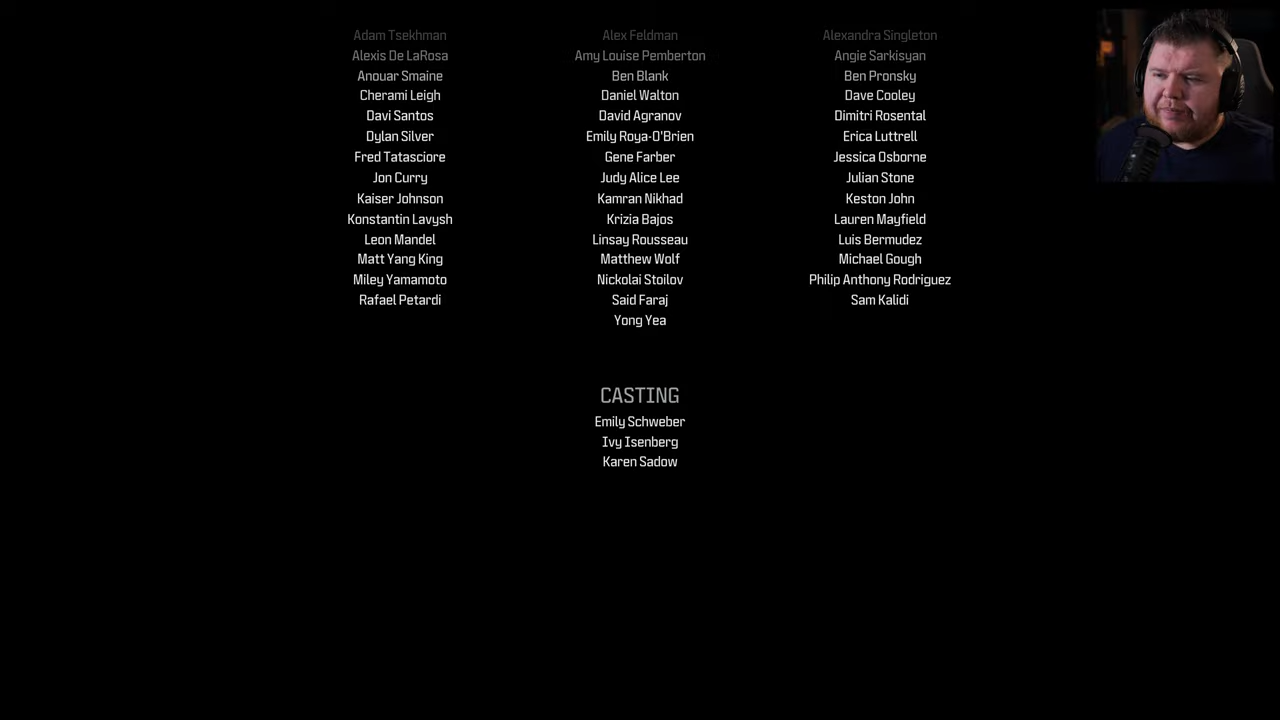 Adam Tsekhman Alex Feldman Alexandra Singleton
Alexis De LaRosa Amy Louise Pemberton Angie Sarkisyan
Anouar Smaine Ben Blank Ben Pronsky
Cherami Leigh Daniel Walton Dave Cooley
Davi Santos David Agranov Dimitri Rosental
Dylan Silver Emily Roya-O'Brien Erica Luttrell
Fred Tatasciore Gene Farber Jessica Osborne
Jon Curry Judy Alice Lee Julian Stone
Kaiser Johnson Kamran Nikhad Keston John
Konstantin Lavysh Krizia Bajos Lauren Mayfield
Leon Mandel Linsay Rousseau Luis Bermudez
Matt Yang King Matthew Wolf Michael Gough
Miley Yamamoto Nickolai Stoilov Philip Anthony Rodriguez
Rafael Petardi Said Faraj Sam Kalidi
Yong Yea
CASTING
Emily Schweber
Ivy Isenberg
Karen Sadow